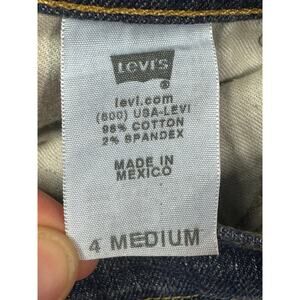 LEVI'S
levi.com
(800) USA-LEVI
98% COTTON
2% SPANDEX
MADE IN
MEXICO
4 MEDIUM